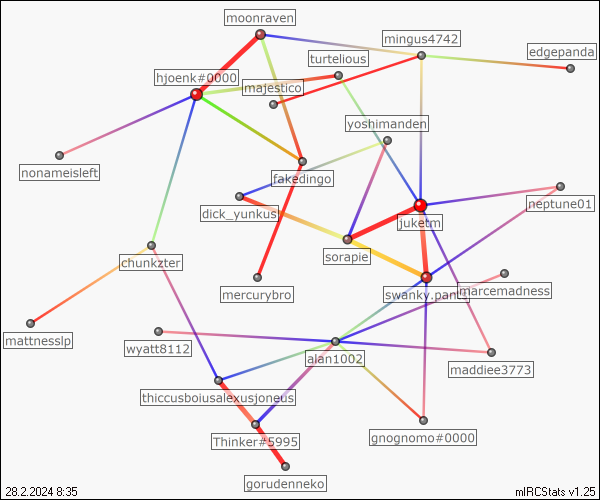 moonraven
mingus4742
edgepanda
turtelious
hjoenk#0000
majestico
yoshimanden
nonameisleft
fakedingo
neptune01
dick_yunkus
juketm
sorapie
chunkzter
swanky.pants
marcemadness
mercurybro
mattnesslp
wyatt8112
alan1002
maddiee3773
thiccusboiusalexusjoneus
Thinker#5995
gnognomo#0000
gorudenneko
28.2.2024 8:35
mIRCStats v1.25